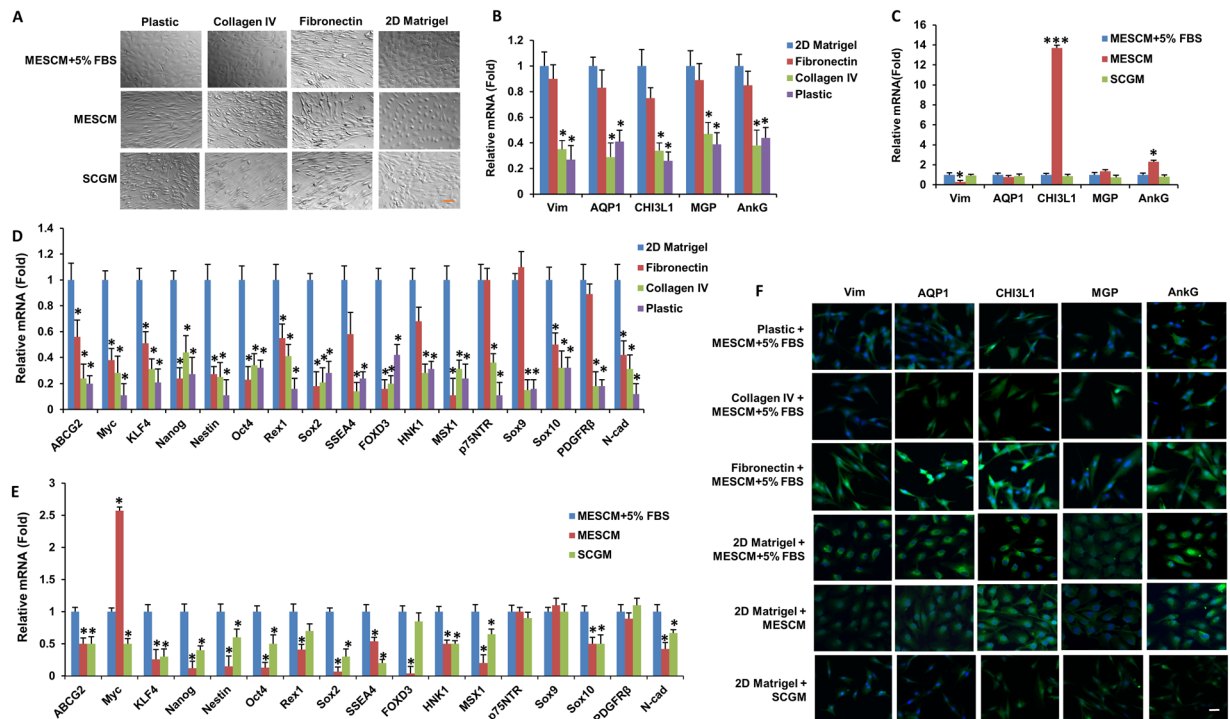 A
Plastic
Collagen IV
Fibronectin
2D Matrigel
MESCM+5% FBS
MESCM
SCGM
B
Relative mRNA (Fold)
1.2
1
0.8
0.6
0.4
0.2
0
2D Matrigel
Fibronectin
Collagen IV
Plastic
* * * * * * * * * *
Vim AQP1 CHI3L1 MGP AnkG
C
Relative mRNA(Fold)
16
14
12
10
8
6
4
2
0
MESCM+5% FBS
MESCM
SCGM
* *** *
Vim AQP1 CHI3L1 MGP AnkG
D
Relative mRNA (Fold)
1.4
1.2
1
0.8
0.6
0.4
0.2
0
2D Matrigel
Fibronectin
Collagen IV
Plastic
ABCG2 Myc KLF4 Nanog Nestin Oct4 Rex1 Sox2 SSEA4 FOXD3 HNK1 MSX1 p75NTR Sox9 Sox10 PDGFRβ N-cad
E
Relative mRNA (Fold)
3
2.5
2
1.5
1
0.5
0
MESCM+5% FBS
MESCM
SCGM
ABCG2 Myc KLF4 Nanog Nestin Oct4 Rex1 Sox2 SSEA4 FOXD3 HNK1 MSX1 p75NTR Sox9 Sox10 PDGFRβ N-cad
F
Vim AQP1 CHI3L1 MGP AnkG
Plastic +
MESCM+5% FBS
Collagen IV +
MESCM+5% FBS
Fibronectin +
MESCM+5% FBS
2D Matrigel +
MESCM+5% FBS
2D Matrigel +
MESCM
2D Matrigel +
SCGM